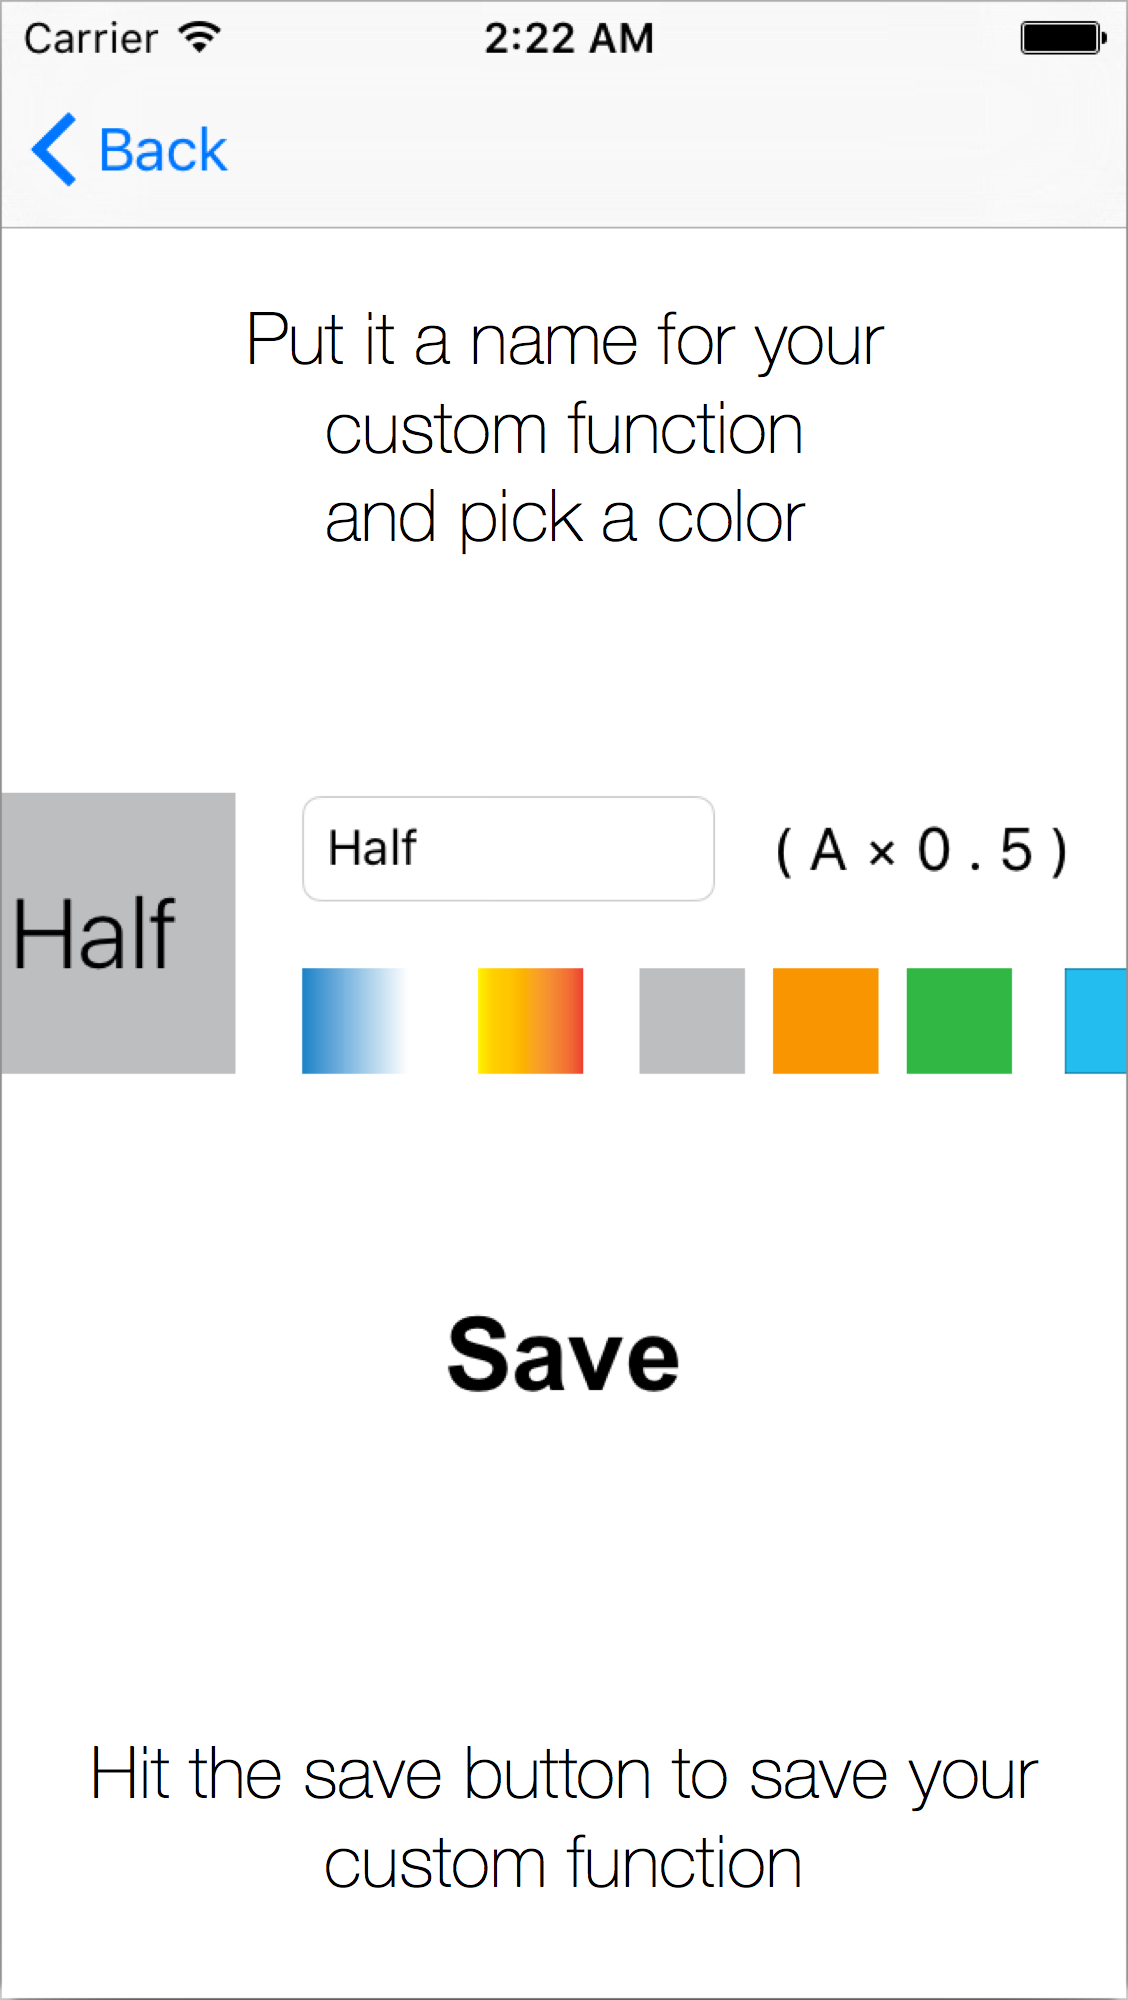 Carrier 2:22 AM
Back
Put it a name for your
custom function
and pick a color
Half
Half
( A × 0 . 5 )
Save
Hit the save button to save your
custom function